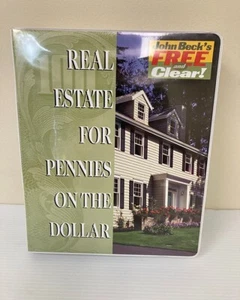 REAL
ESTATE
FOR
PENNIES
ON THE
DOLLAR
John Beck's
FREE
Clear!